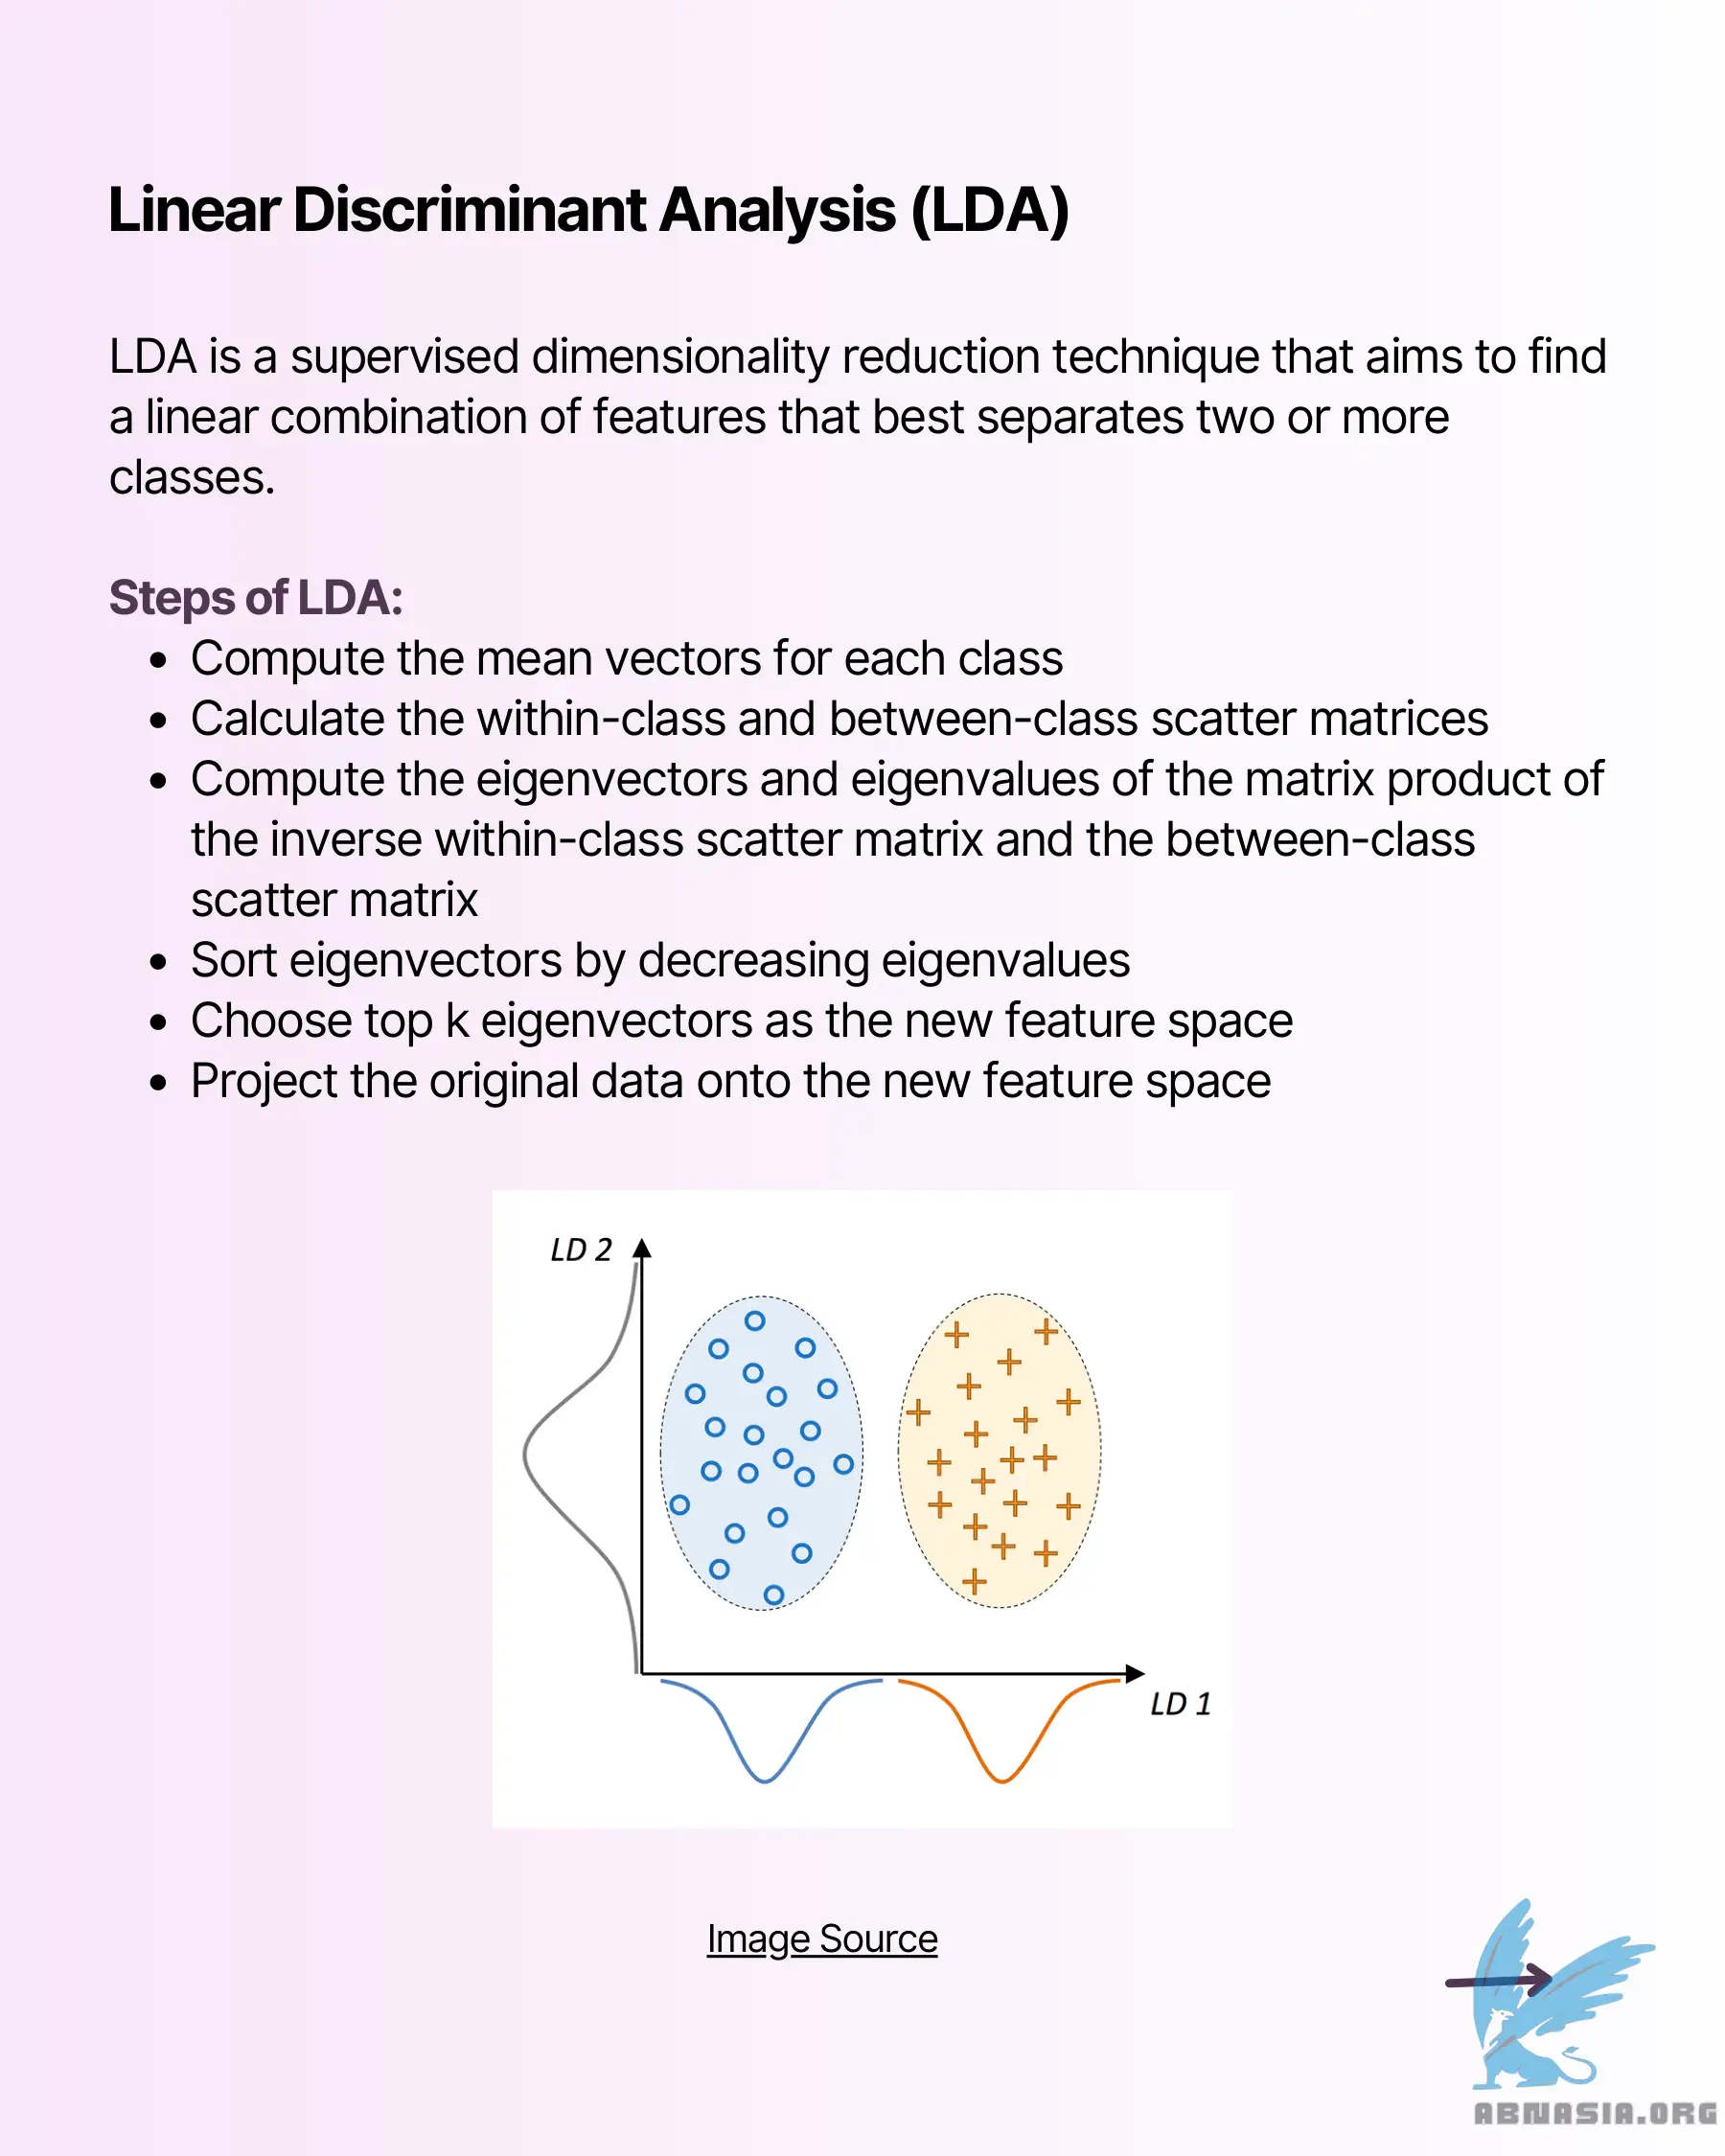 Linear Discriminant Analysis (LDA)
LDA is a supervised dimensionality reduction technique that aims to find
a linear combination of features that best separates two or more
classes.
Steps of LDA:
• Compute the mean vectors for each class
• Calculate the within-class and between-class scatter matrices
• Compute the eigenvectors and eigenvalues of the matrix product of
the inverse within-class scatter matrix and the between-class
scatter matrix
• Sort eigenvectors by decreasing eigenvalues
• Choose top k eigenvectors as the new feature space
• Project the original data onto the new feature space
LD 2
LD 1
Image Source
ABNASIA.ORG